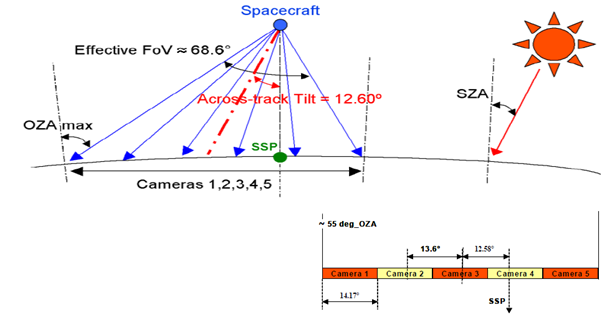 Spacecraft
Effective FoV ≈ 68.6°
Across-track Tilt = 12.60º
SZA
OZA max
SSP
Cameras 1,2,3,4,5
~ 55 deg_OZA
13.6°
12.58°
Camera 1
Camera 2
Camera 3
Camera 4
Camera 5
14.17°
SSP